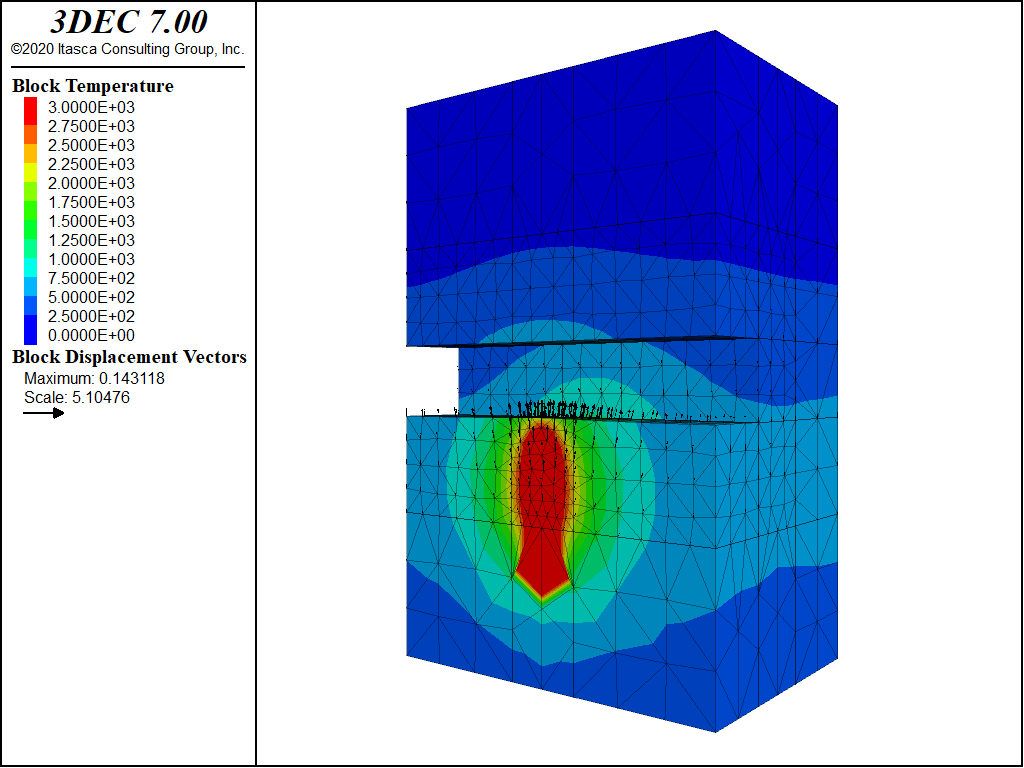 3DEC 7.00
©2020 Itasca Consulting Group, Inc.
Block Temperature
3.0000E+03
2.7500E+03
2.5000E+03
2.2500E+03
2.0000E+03
1.7500E+03
1.5000E+03
1.2500E+03
1.0000E+03
7.5000E+02
5.0000E+02
2.5000E+02
0.0000E+00
Block Displacement Vectors
Maximum: 0.143118
Scale: 5.10476